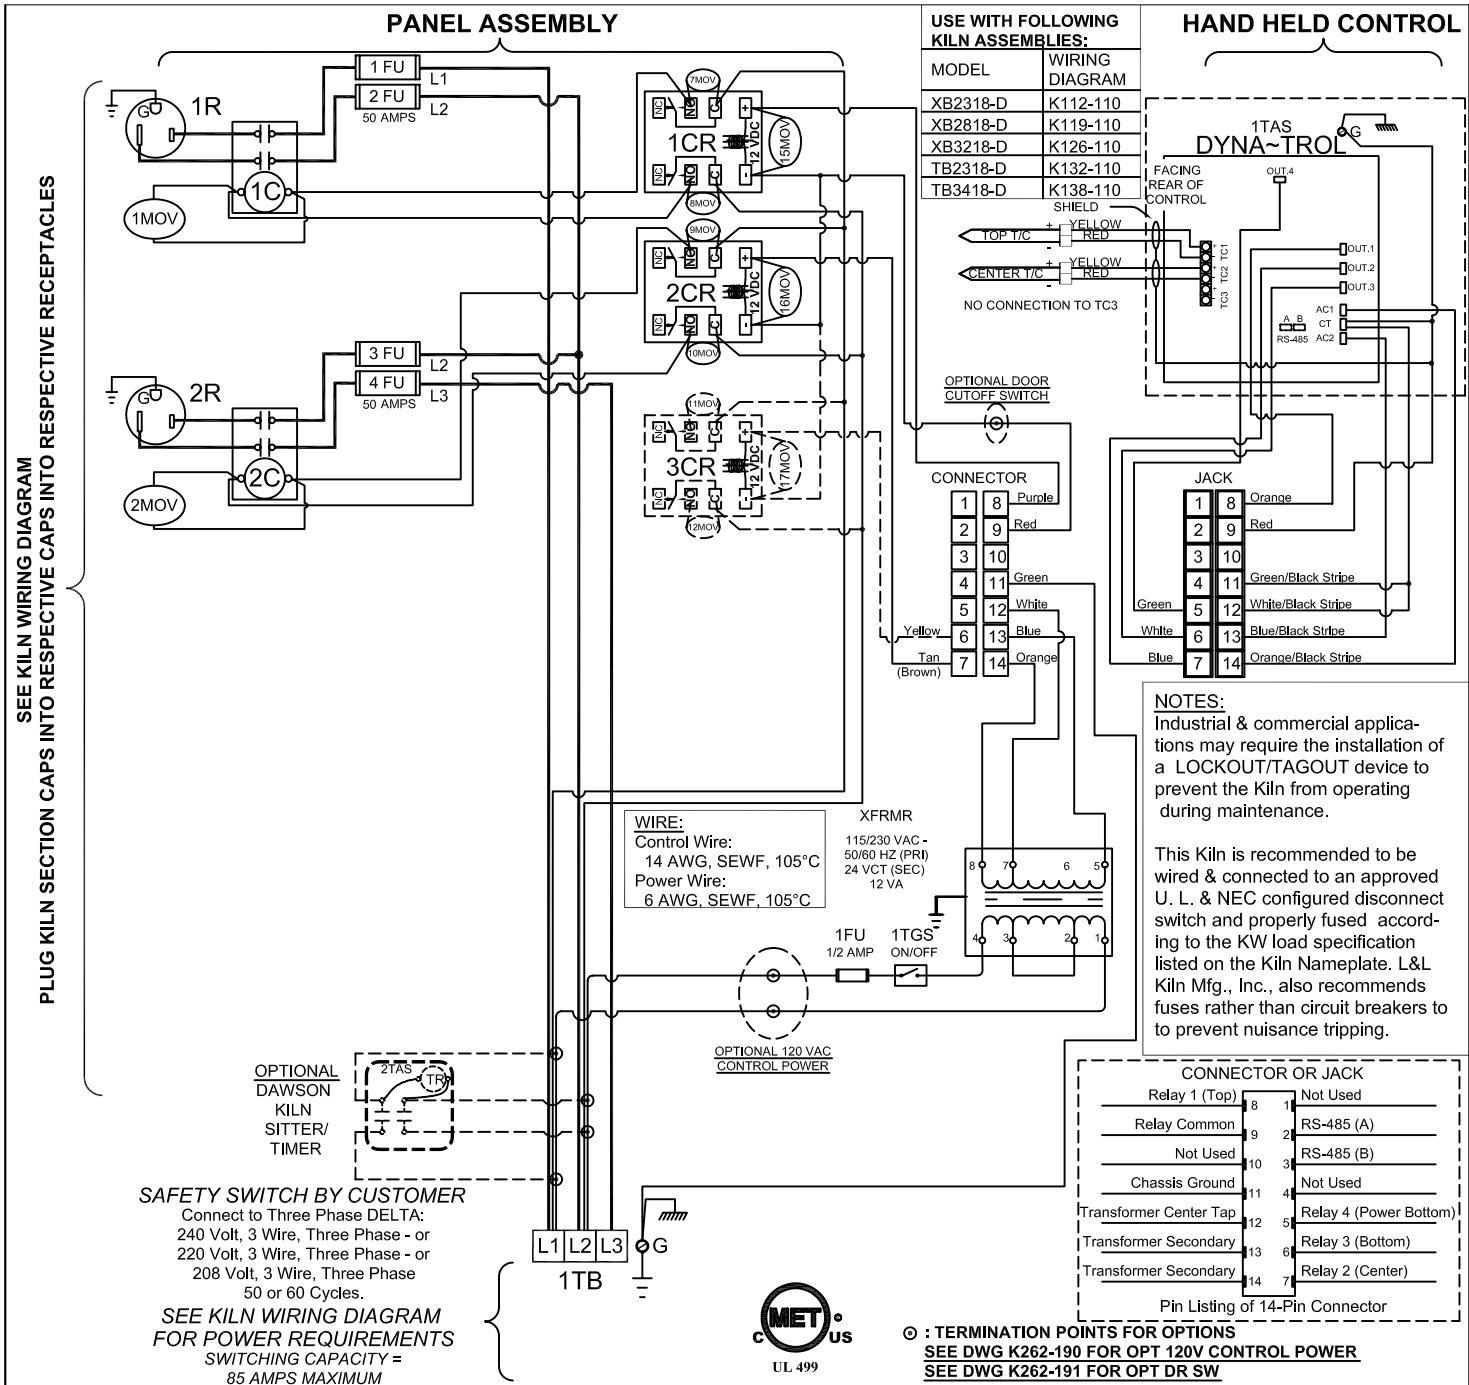 PANEL ASSEMBLY
USE WITH FOLLOWING
KILN ASSEMBLIES:
MODEL
WIRING
DIAGRAM
XB2318-D K112-110
XB2818-D K119-110
XB3218-D K126-110
TB2318-D K132-110
TB3418-D K138-110
HAND HELD CONTROL
SEE KILN WIRING DIAGRAM
PLUG KILN SECTION CAPS INTO RESPECTIVE CAPS INTO RESPECTIVE RECEPTACLES
G
1R
1 FU
L1
2 FU
L2
50 AMPS
1C
1MOV
G
2R
3 FU
L2
4 FU
L3
50 AMPS
2C
2MOV
7MOV
NC
NO
C
+
1CR
12 VDC
15MOV
NC
NO
C
-
8MOV
9MOV
NC
NO
C
+
2CR
12 VDC
16MOV
NC
NO
C
-
10MOV
11MOV
NC
NO
C
+
3CR
12 VDC
17MOV
NC
NO
C
-
12MOV
1TAS
DYNA~TROL
G
FACING
REAR OF
CONTROL
OUT.4
SHIELD
+ YELLOW
TOP T/C
RED
-
+ YELLOW
CENTER T/C
RED
-
NO CONNECTION TO TC3
+
TC1
-
+
TC2
-
+
TC3
-
OUT.1
OUT.2
OUT.3
AC1
CT
AC2
A B
RS-485
OPTIONAL DOOR
CUTOFF SWITCH
CONNECTOR
1 8 Purple
2 9 Red
3 10
4 11 Green
5 12 White
Yellow 6 13 Blue
Tan
(Brown)
7 14 Orange
JACK
1 8 Orange
2 9 Red
3 10
4 11 Green/Black Stripe
Green 5 12 White/Black Stripe
White 6 13 Blue/Black Stripe
Blue 7 14 Orange/Black Stripe
NOTES:
Industrial & commercial applica-
tions may require the installation of
a LOCKOUT/TAGOUT device to
prevent the Kiln from operating
during maintenance.
This Kiln is recommended to be
wired & connected to an approved
U. L. & NEC configured disconnect
switch and properly fused accord-
ing to the KW load specification
listed on the Kiln Nameplate. L&L
Kiln Mfg., Inc., also recommends
fuses rather than circuit breakers to
to prevent nuisance tripping.
WIRE:
Control Wire:
14 AWG, SEWF, 105°C
Power Wire:
6 AWG, SEWF, 105°C
XFRMR
115/230 VAC -
50/60 HZ (PRI)
24 VCT (SEC)
12 VA
8 7 6 5
4 3 2 1
1FU
1/2 AMP
1TGS
ON/OFF
OPTIONAL 120 VAC
CONTROL POWER
OPTIONAL
DAWSON
KILN
SITTER/
TIMER
2TAS
TR
SAFETY SWITCH BY CUSTOMER
Connect to Three Phase DELTA:
240 Volt, 3 Wire, Three Phase - or
220 Volt, 3 Wire, Three Phase - or
208 Volt, 3 Wire, Three Phase
50 or 60 Cycles.
SEE KILN WIRING DIAGRAM
FOR POWER REQUIREMENTS
SWITCHING CAPACITY =
85 AMPS MAXIMUM
L1 L2 L3 G
1TB
CONNECTOR OR JACK
Relay 1 (Top) 8 1 Not Used
Relay Common 9 2 RS-485 (A)
Not Used 10 3 RS-485 (B)
Chassis Ground 11 4 Not Used
Transformer Center Tap 12 5 Relay 4 (Power Bottom)
Transformer Secondary 13 6 Relay 3 (Bottom)
Transformer Secondary 14 7 Relay 2 (Center)
Pin Listing of 14-Pin Connector
MET
C US
UL 499
: TERMINATION POINTS FOR OPTIONS
SEE DWG K262-190 FOR OPT 120V CONTROL POWER
SEE DWG K262-191 FOR OPT DR SW